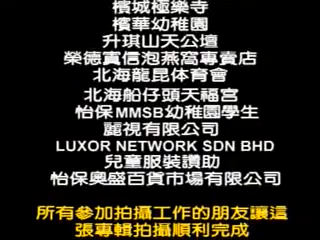 檳城極樂寺
檳華幼稚園
升琪山天公壇
榮德實信泡燕窩專賣店
北海龍昆体育會
北海船仔頭天福宮
怡保MMSB幼稚園學生
麗視有限公司
LUXOR NETWORK SDN BHD
兒童服裝讚助
怡保奧盛百貨市場有限公司
所有參加拍攝工作的朋友讓這
張專輯拍攝順利完成